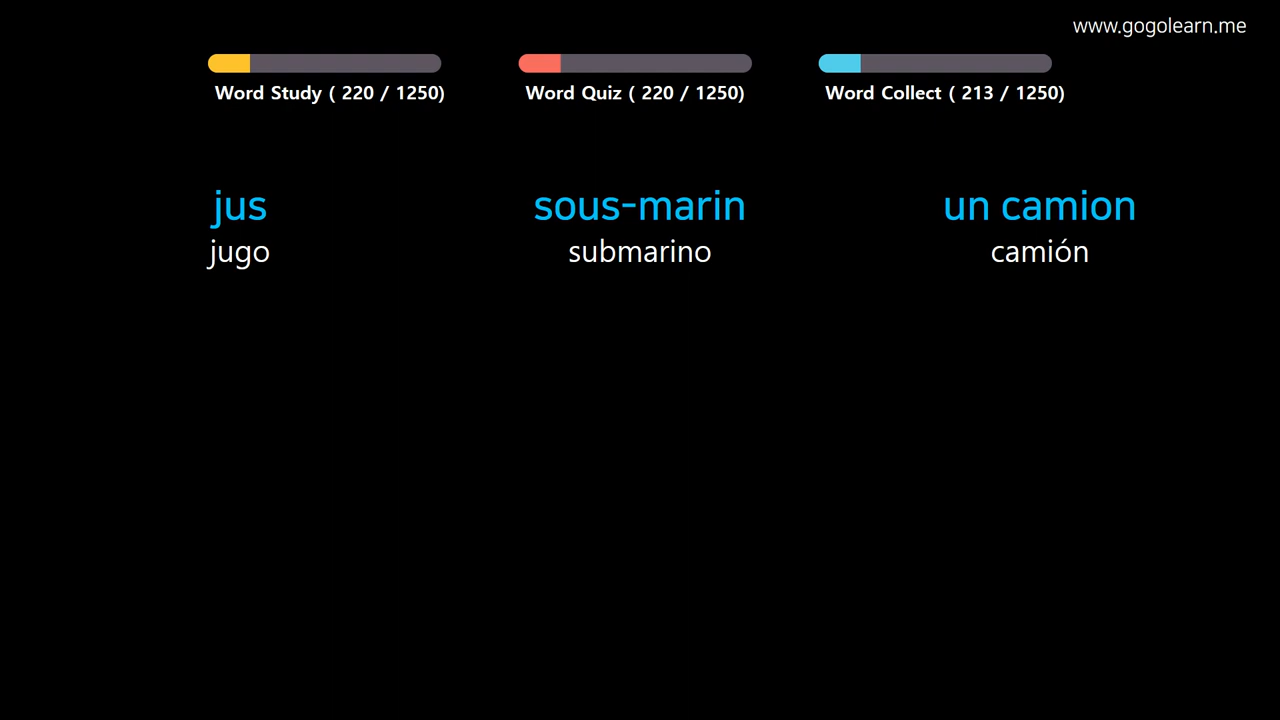 www.gogolearn.me
Word Study ( 220 / 1250)
Word Quiz ( 220 / 1250)
Word Collect ( 213 / 1250)
jus
jugo
sous-marin
submarino
un camion
camión